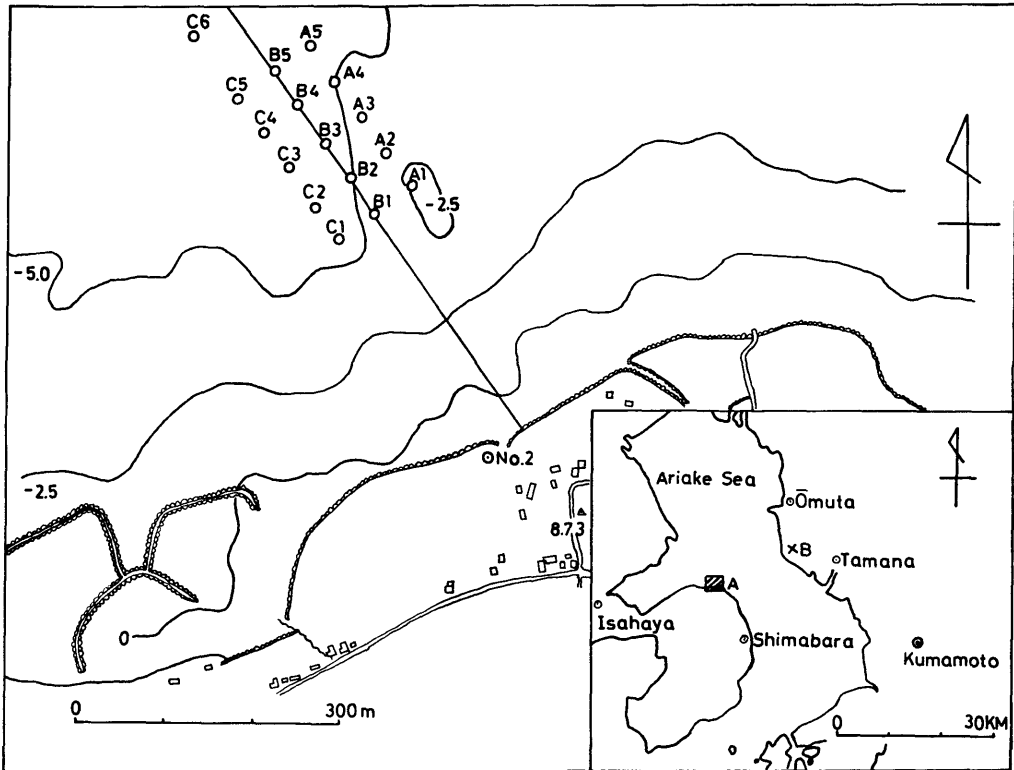 C6
A5
B5
A4
C5
B4
A3
C4
B3
A2
C3
B2
A1
C2
B1
-2.5
C1
-5.0
No.2
-2.5
8.7.3
0
0 300m
Ariake Sea
Ōmuta
×B
Tamana
A
Isahaya
Shimabara
Kumamoto
0 30KM